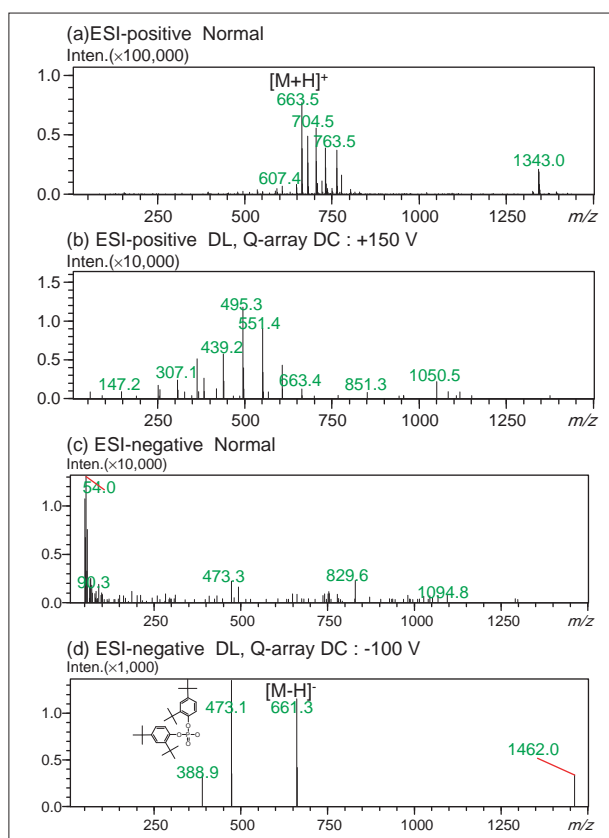 (a)ESI-positive Normal
Inten.(×100,000)
[M+H]+
1.0
663.5
704.5
763.5
0.5
607.4
1343.0
0.0
250 500 750 1000 1250 m/z
(b) ESI-positive DL, Q-array DC : +150 V
Inten.(×10,000)
1.5
495.3
1.0
551.4
439.2
0.5
307.1
147.2
663.4
851.3
1050.5
0.0
250 500 750 1000 1250 m/z
(c) ESI-negative Normal
Inten.(×10,000)
54.0
1.0
0.5
90.3
473.3
829.6
1094.8
0.0
250 500 750 1000 1250 m/z
(d) ESI-negative DL, Q-array DC : -100 V
Inten.(×1,000)
[M-H]-
473.1
661.3
1.0
O
O P O
O
1462.0
0.5
388.9
0.0
250 500 750 1000 1250 m/z